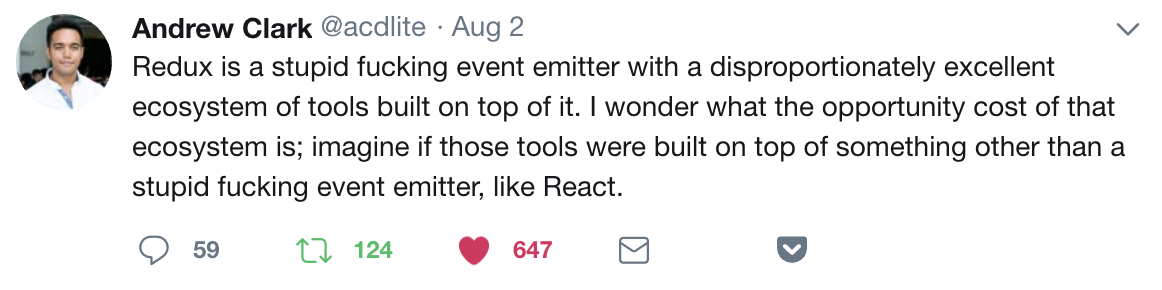 Andrew Clark @acdlite · Aug 2
Redux is a stupid fucking event emitter with a disproportionately excellent
ecosystem of tools built on top of it. I wonder what the opportunity cost of that
ecosystem is; imagine if those tools were built on top of something other than a
stupid fucking event emitter, like React.
59 124 647